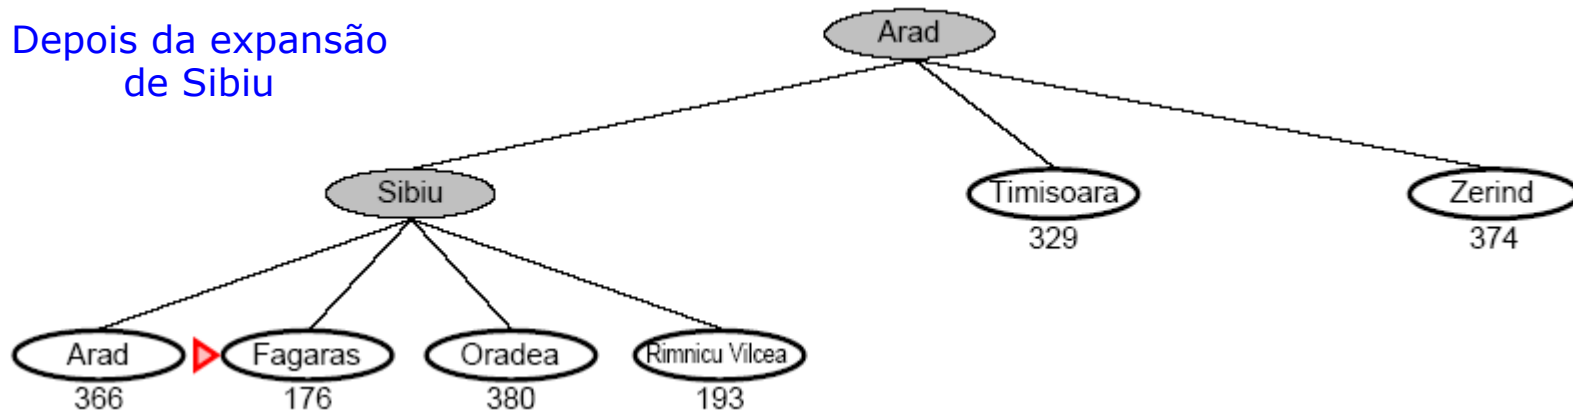 Depois da expansão
de Sibiu
Arad
Sibiu
Timisoara
Zerind
329
374
Arad
Fagaras
Oradea
Rimnicu Vilcea
366
176
380
193